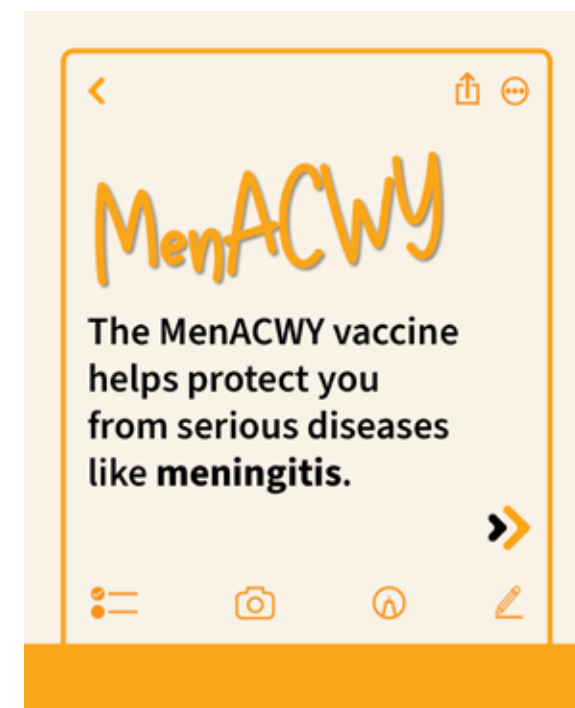 MenACWY
The MenACWY vaccine
helps protect you
from serious diseases
like meningitis.